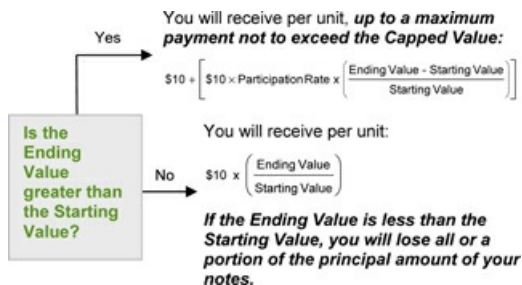 Yes
You will receive per unit, up to a maximum
payment not to exceed the Capped Value:
$10 + [ $10 × Participation Rate x ( Ending Value - Starting Value / Starting Value ) ]
Is the
Ending
Value
greater than
the Starting
Value?
No
You will receive per unit:
$10 x ( Ending Value / Starting Value )
If the Ending Value is less than the
Starting Value, you will lose all or a
portion of the principal amount of your
notes.